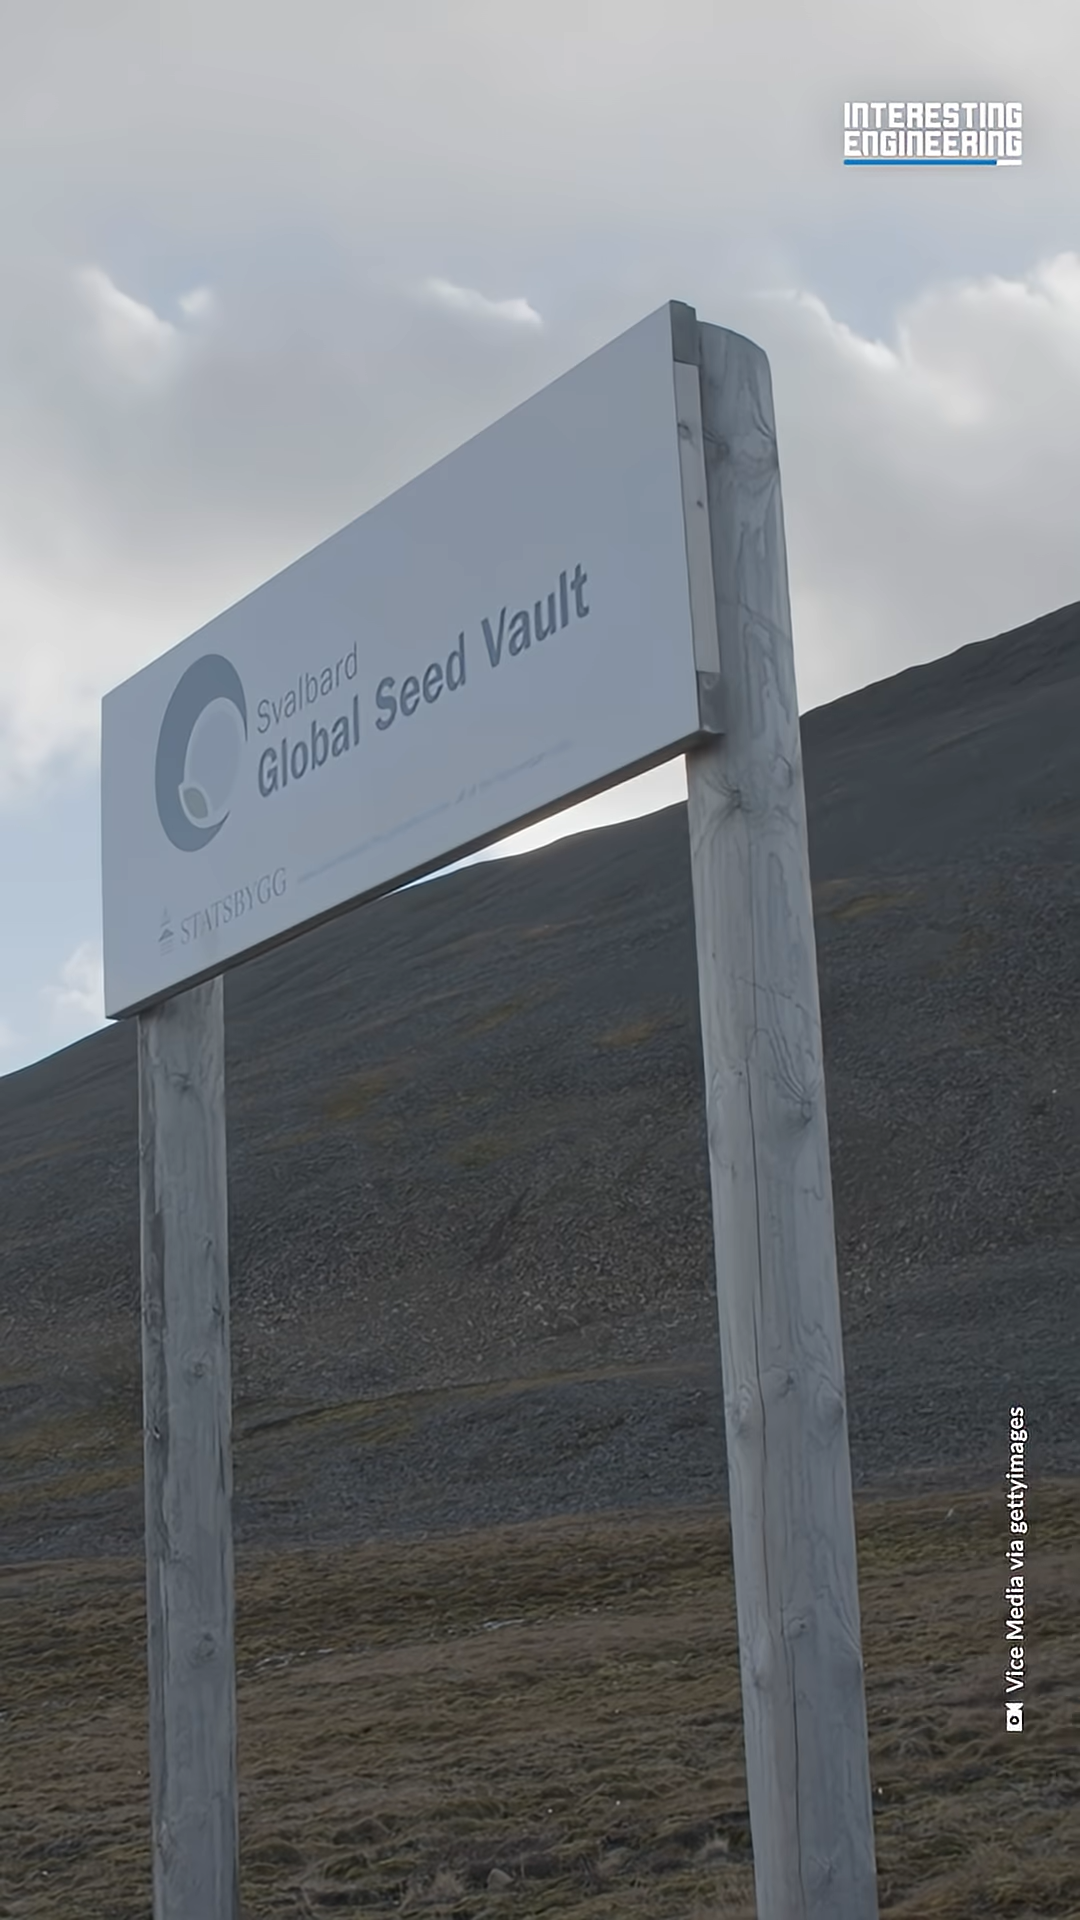 INTERESTING
ENGINEERING
Svalbard
Global Seed Vault
STATSBYGG
Vice Media via gettyimages